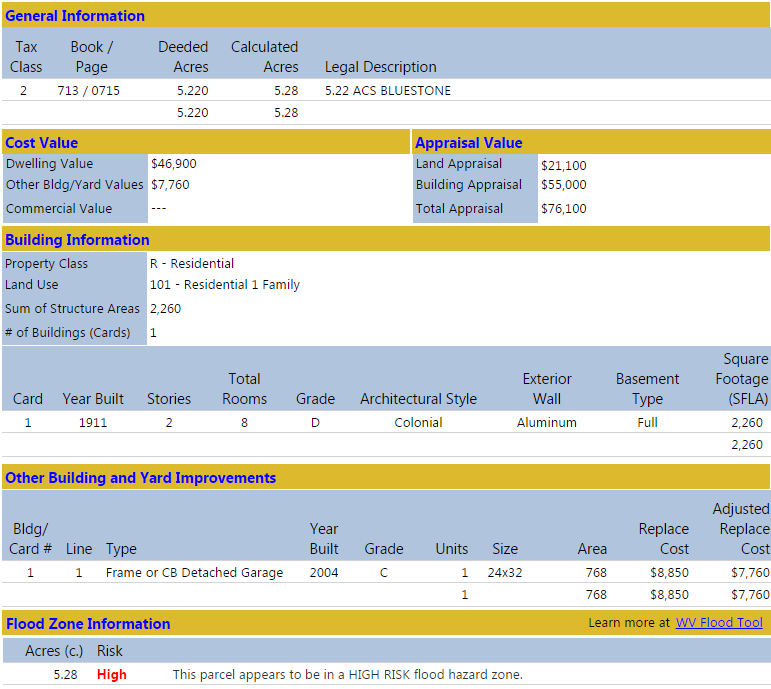 General Information
Tax Class Book / Page Deeded Acres Calculated Acres Legal Description
2 713 / 0715 5.220 5.28 5.22 ACS BLUESTONE
5.220 5.28
Cost Value Appraisal Value
Dwelling Value $46,900 Land Appraisal $21,100
Other Bldg/Yard Values $7,760 Building Appraisal $55,000
Commercial Value --- Total Appraisal $76,100
Building Information
Property Class R - Residential
Land Use 101 - Residential 1 Family
Sum of Structure Areas 2,260
# of Buildings (Cards) 1
Card Year Built Stories Total Rooms Grade Architectural Style Exterior Wall Basement Type Square Footage (SFLA)
1 1911 2 8 D Colonial Aluminum Full 2,260
2,260
Other Building and Yard Improvements
Bldg/ Card # Line Type Year Built Grade Units Size Area Replace Cost Adjusted Replace Cost
1 1 Frame or CB Detached Garage 2004 C 1 24x32 768 $8,850 $7,760
1 768 $8,850 $7,760
Flood Zone Information Learn more at WV Flood Tool
Acres (c.) Risk
5.28 High This parcel appears to be in a HIGH RISK flood hazard zone.